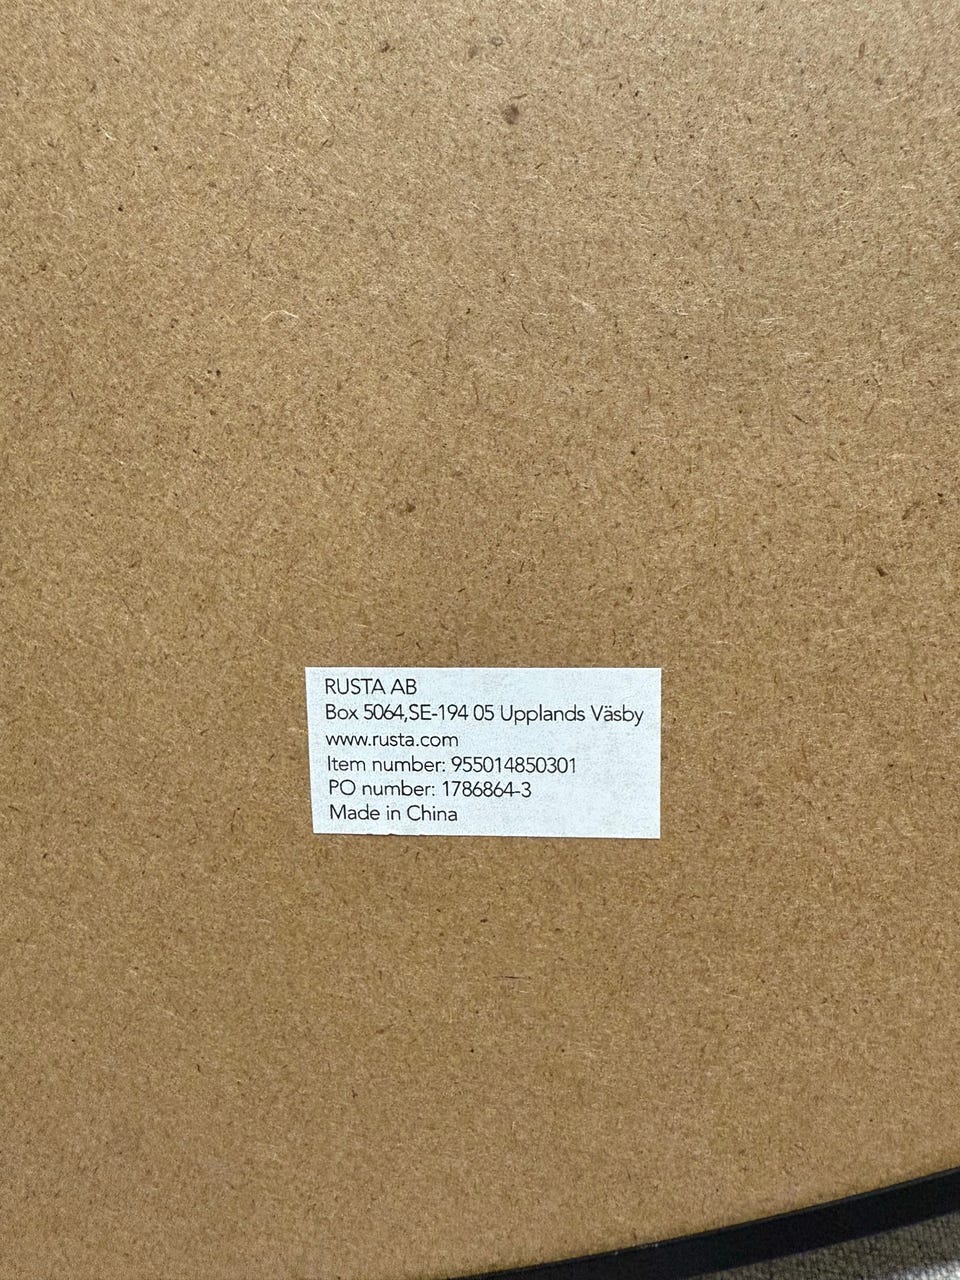 RUSTA AB
Box 5064,SE-194 05 Upplands Väsby
www.rusta.com
Item number: 955014850301
PO number: 1786864-3
Made in China